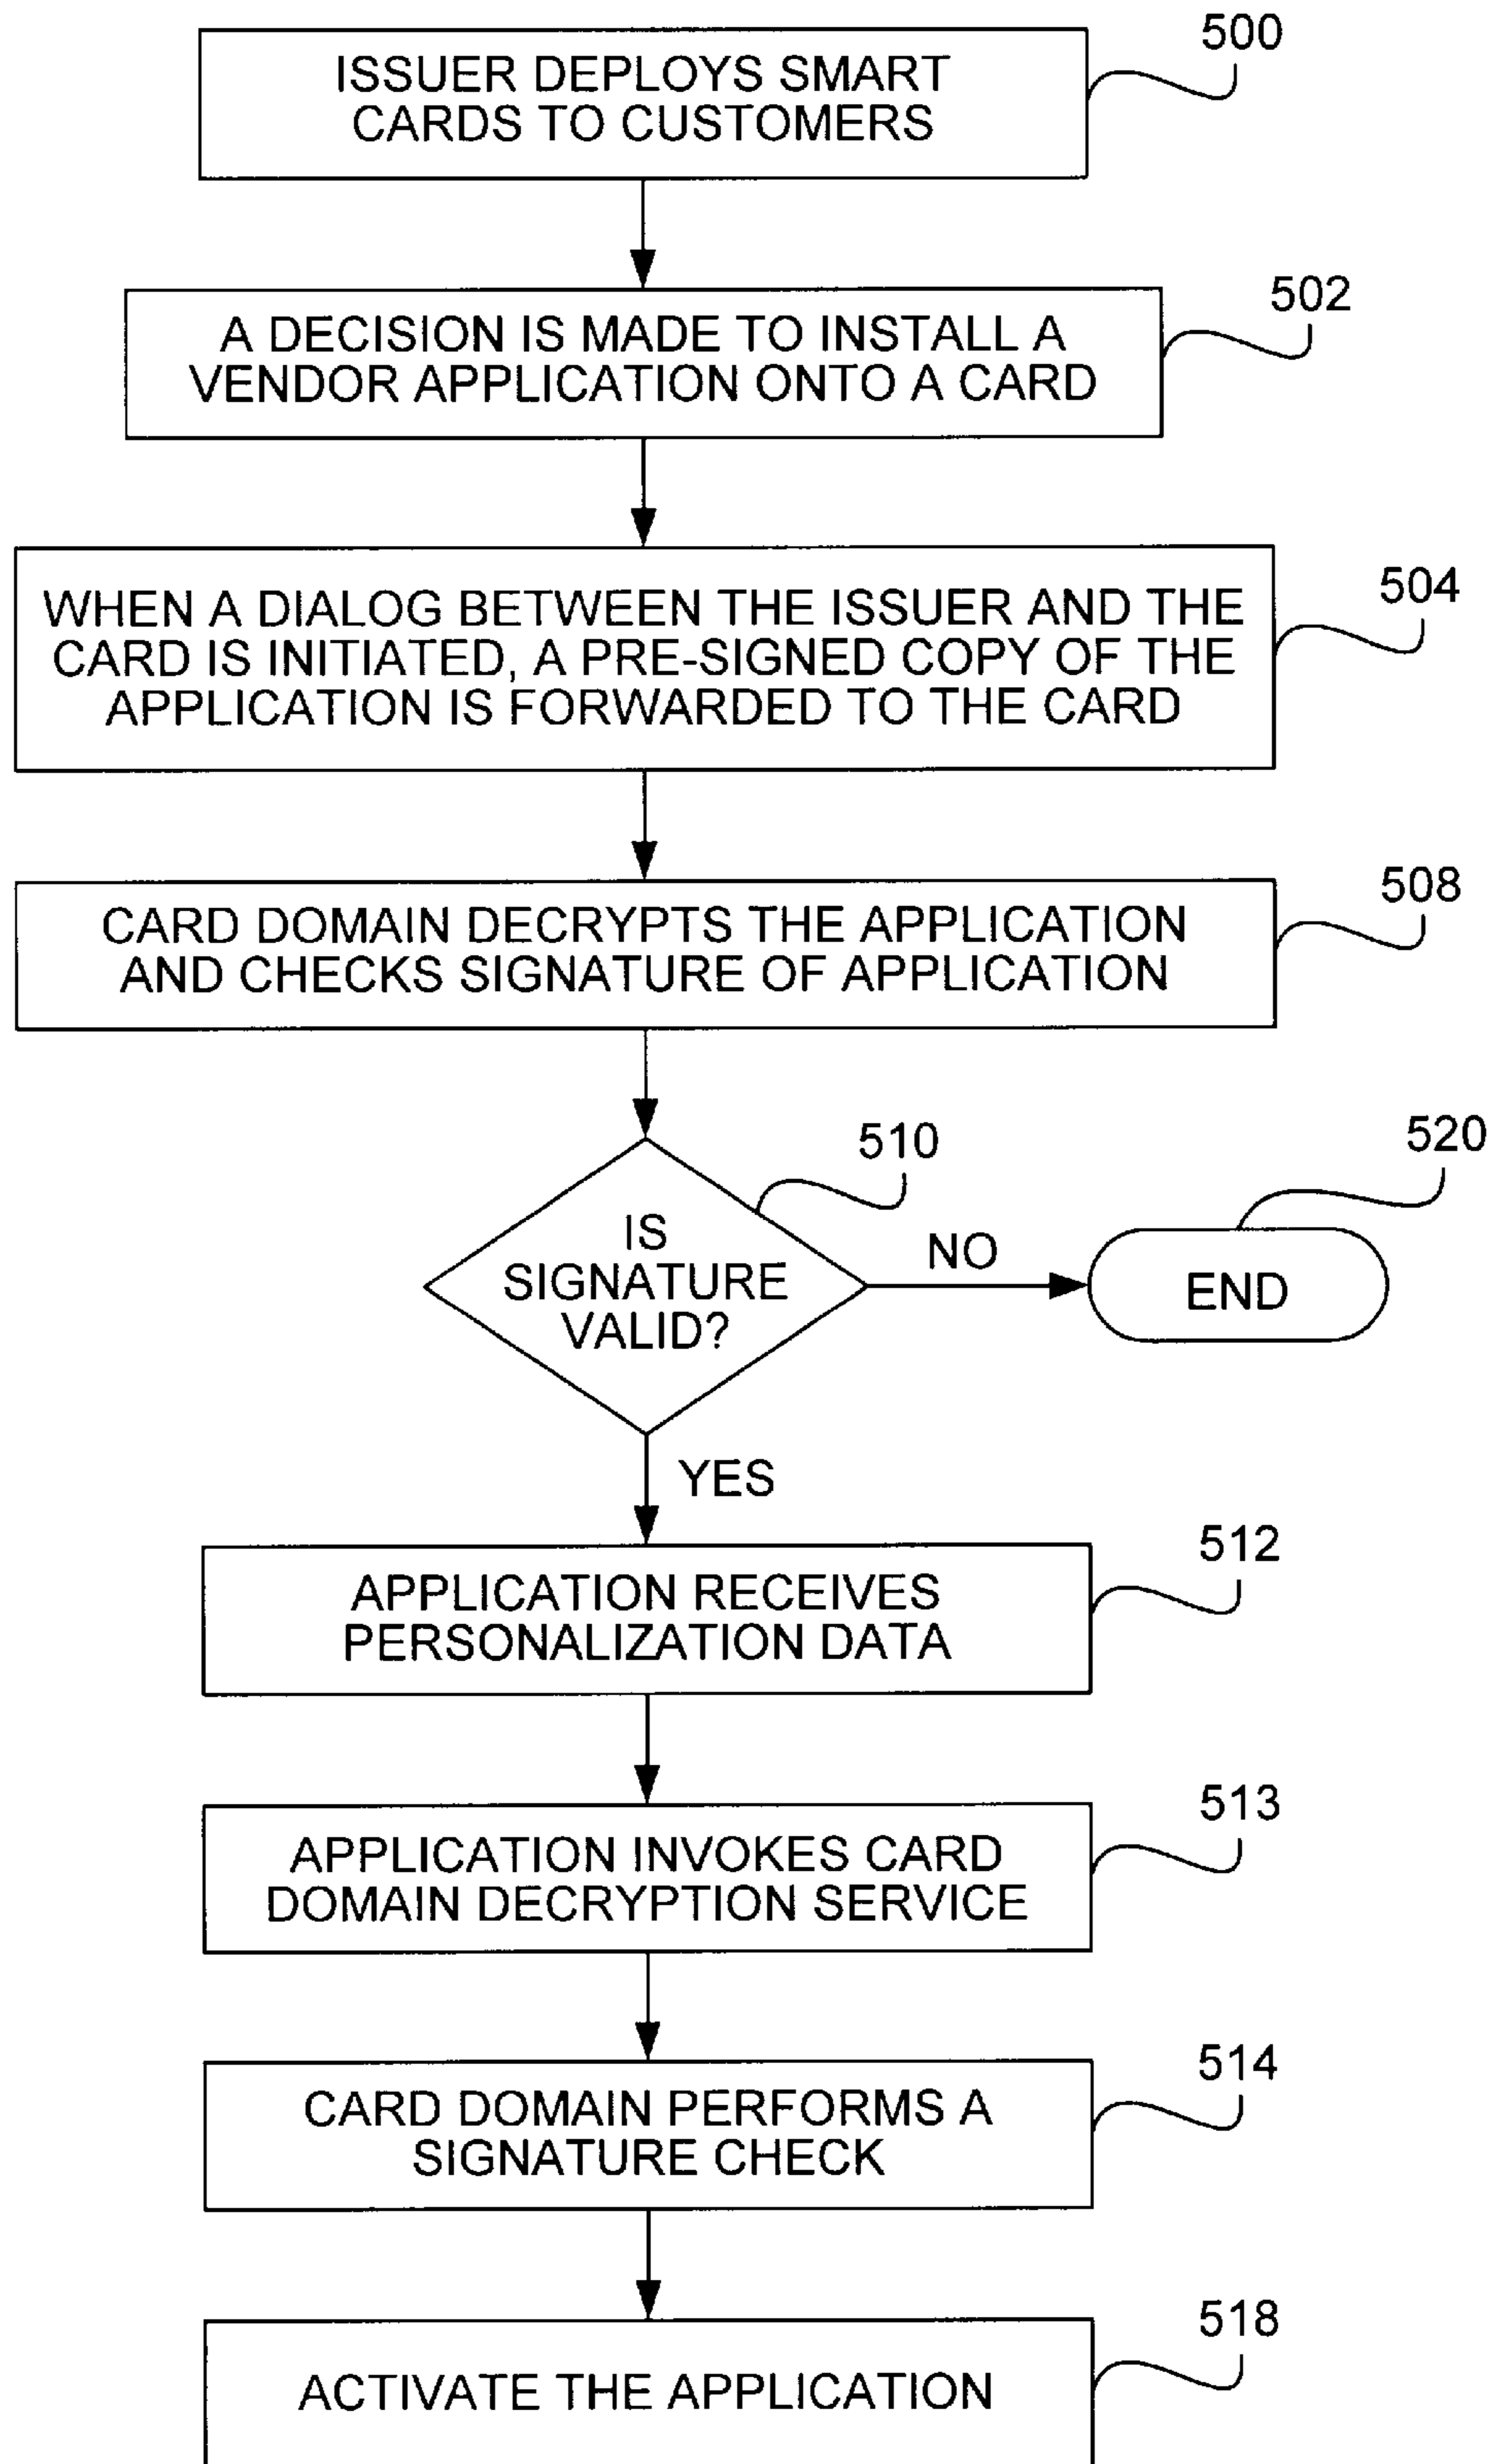 500
ISSUER DEPLOYS SMART
CARDS TO CUSTOMERS
502
A DECISION IS MADE TO INSTALL A
VENDOR APPLICATION ONTO A CARD
504
WHEN A DIALOG BETWEEN THE ISSUER AND THE
CARD IS INITIATED, A PRE-SIGNED COPY OF THE
APPLICATION IS FORWARDED TO THE CARD
508
CARD DOMAIN DECRYPTS THE APPLICATION
AND CHECKS SIGNATURE OF APPLICATION
510
520
IS
SIGNATURE
VALID?
NO
END
YES
512
APPLICATION RECEIVES
PERSONALIZATION DATA
513
APPLICATION INVOKES CARD
DOMAIN DECRYPTION SERVICE
514
CARD DOMAIN PERFORMS A
SIGNATURE CHECK
518
ACTIVATE THE APPLICATION